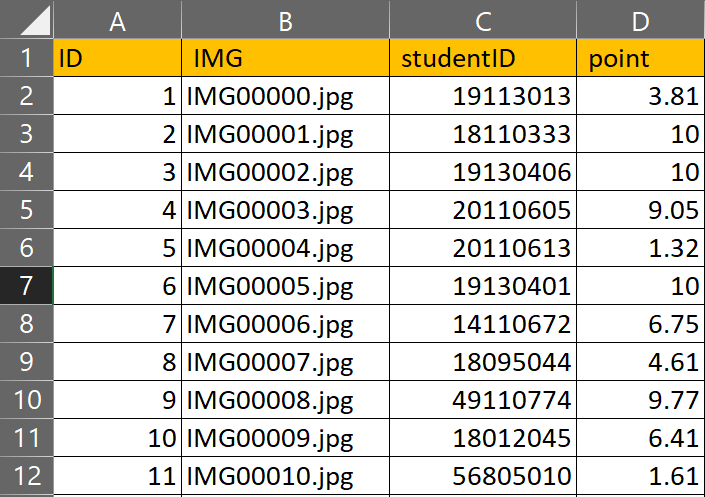 A B C D
1 ID IMG studentID point
2 1 IMG00000.jpg 19113013 3.81
3 2 IMG00001.jpg 18110333 10
4 3 IMG00002.jpg 19130406 10
5 4 IMG00003.jpg 20110605 9.05
6 5 IMG00004.jpg 20110613 1.32
7 6 IMG00005.jpg 19130401 10
8 7 IMG00006.jpg 14110672 6.75
9 8 IMG00007.jpg 18095044 4.61
10 9 IMG00008.jpg 49110774 9.77
11 10 IMG00009.jpg 18012045 6.41
12 11 IMG00010.jpg 56805010 1.61